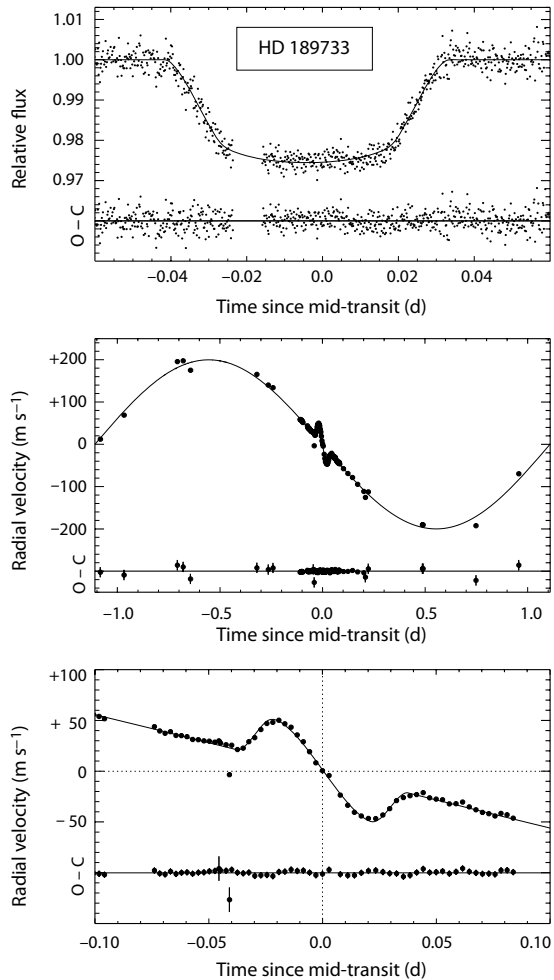 HD 189733
Relative flux
1.00
0.99
0.98
0.97
O – C
−0.04
−0.02
0.0
0.02
0.04
Time since mid-transit (d)
Radial velocity (m s⁻¹)
+200
+100
0
−100
−200
O – C
−1.0
−0.5
0.0
0.5
1.0
Time since mid-transit (d)
Radial velocity (m s⁻¹)
+100
+ 50
0
− 50
O – C
−0.10
−0.05
0.0
0.05
0.10
Time since mid-transit (d)